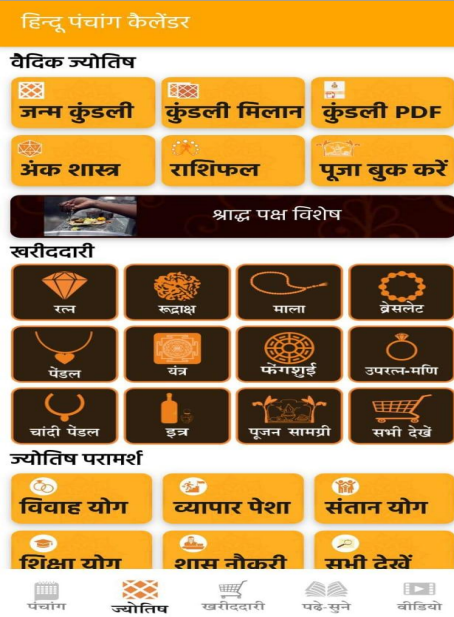 हिन्दू पंचांग कैलेंडर
वैदिक ज्योतिष
जन्म कुंडली कुंडली मिलान कुंडली PDF
अंक शास्त्र राशिफल पूजा बुक करें
श्राद्ध पक्ष विशेष
खरीददारी
रत्न रूद्राक्ष माला ब्रेसलेट
पेंडल यंत्र फेंगशुई उपरत्न-मणि
चांदी पेंडल इत्र पूजन सामग्री सभी देखें
ज्योतिष परामर्श
विवाह योग व्यापार पेशा संतान योग
शिक्षा योग शास नौकरी सभी देखें
पंचांग ज्योतिष खरीददारी पढे-सुने वीडियो